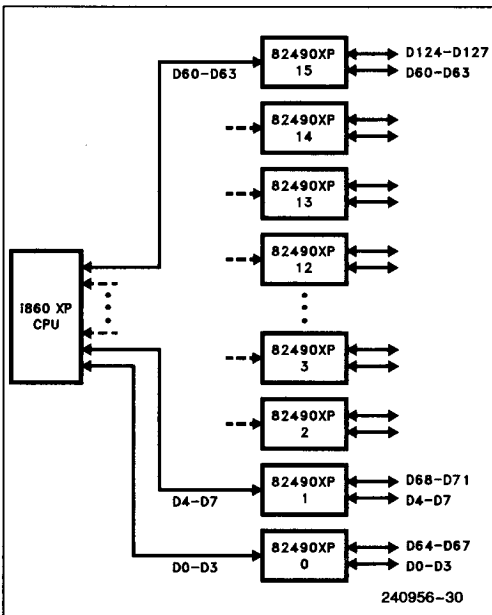 82490XP
15
D124-D127
D60-D63
D60-D63
82490XP
14
82490XP
13
82490XP
12
i860 XP
CPU
82490XP
3
82490XP
2
82490XP
1
D68-D71
D4-D7
D4-D7
82490XP
0
D64-D67
D0-D3
D0-D3
240956-30